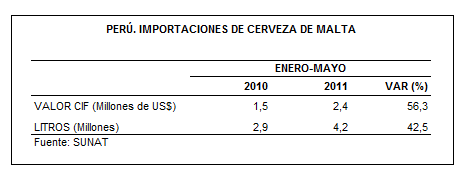 PERÚ. IMPORTACIONES DE CERVEZA DE MALTA
ENERO-MAYO
2010 2011 VAR (%)
VALOR CIF (Millones de US$) 1,5 2,4 56,3
LITROS (Millones) 2,9 4,2 42,5
Fuente: SUNAT